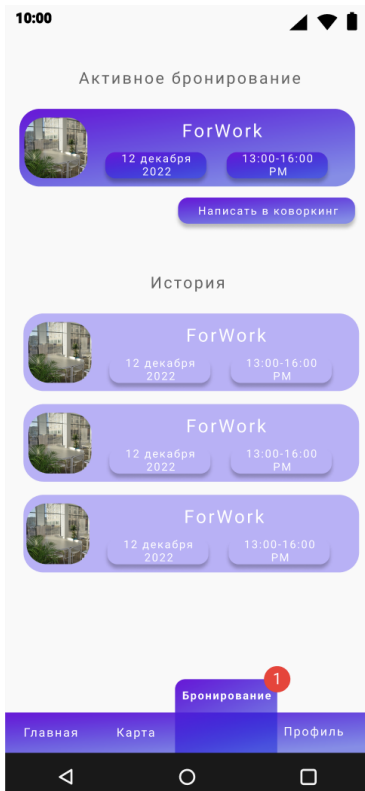 10:00
Активное бронирование
ForWork
12 декабря
2022
13:00-16:00
PM
Написать в коворкинг
История
ForWork
12 декабря
2022
13:00-16:00
PM
ForWork
12 декабря
2022
13:00-16:00
PM
ForWork
12 декабря
2022
13:00-16:00
PM
1
Бронирование
Главная
Карта
Профиль